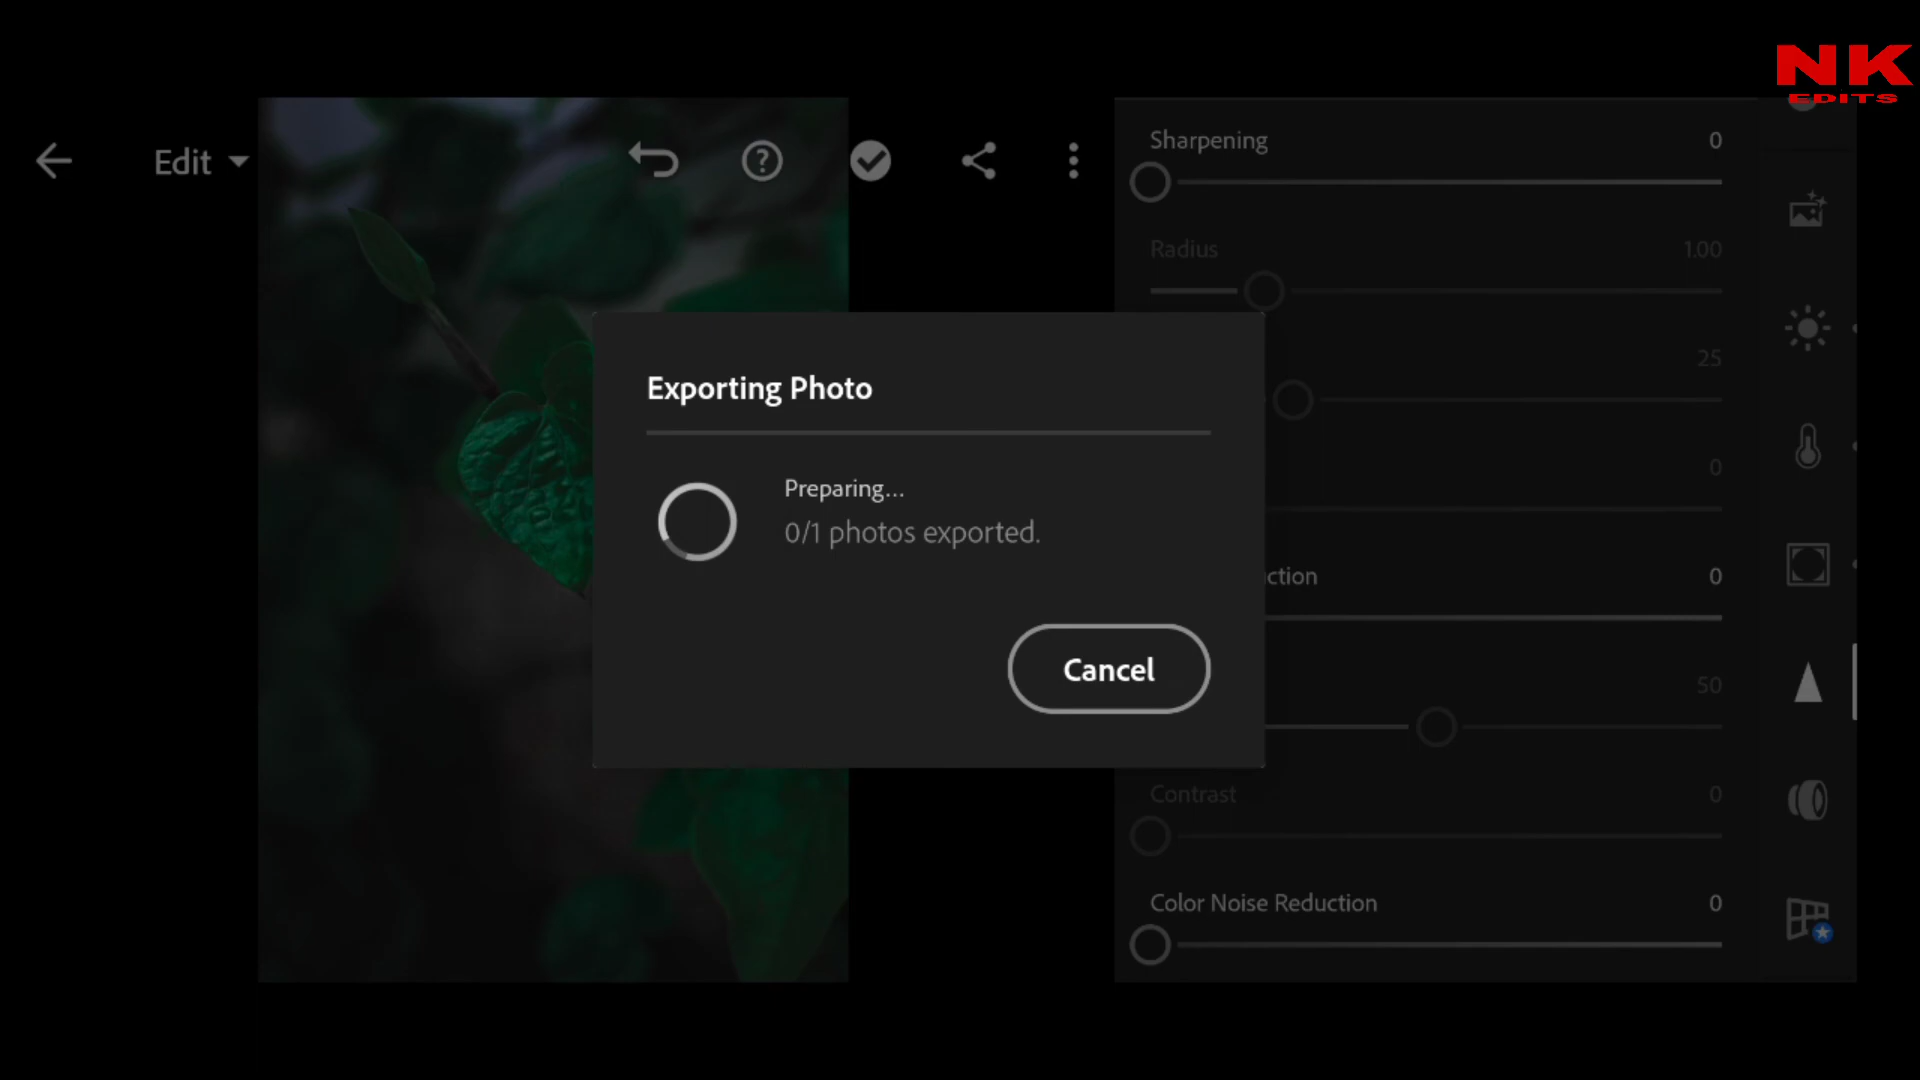 NK
EDITS
Edit
Sharpening 0
Radius 1.00
25
0
Exporting Photo
Preparing...
0/1 photos exported.
ction 0
Cancel
50
Contrast 0
Color Noise Reduction 0